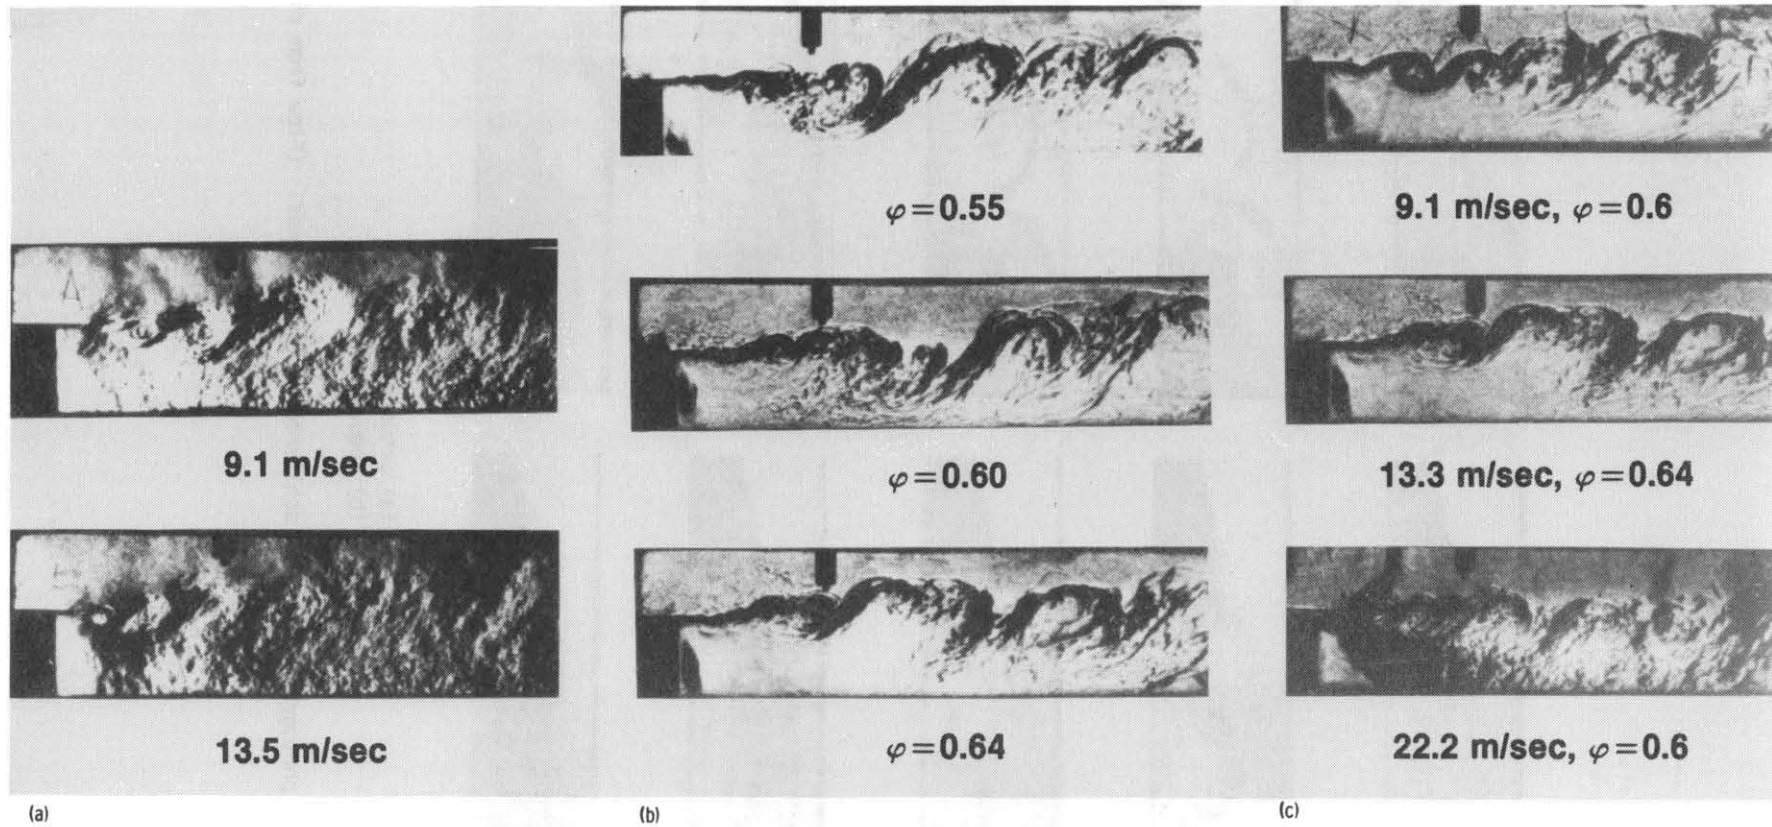 φ=0.55
9.1 m/sec, φ=0.6
9.1 m/sec
φ=0.60
13.3 m/sec, φ=0.64
13.5 m/sec
φ=0.64
22.2 m/sec, φ=0.6
(a)
(b)
(c)